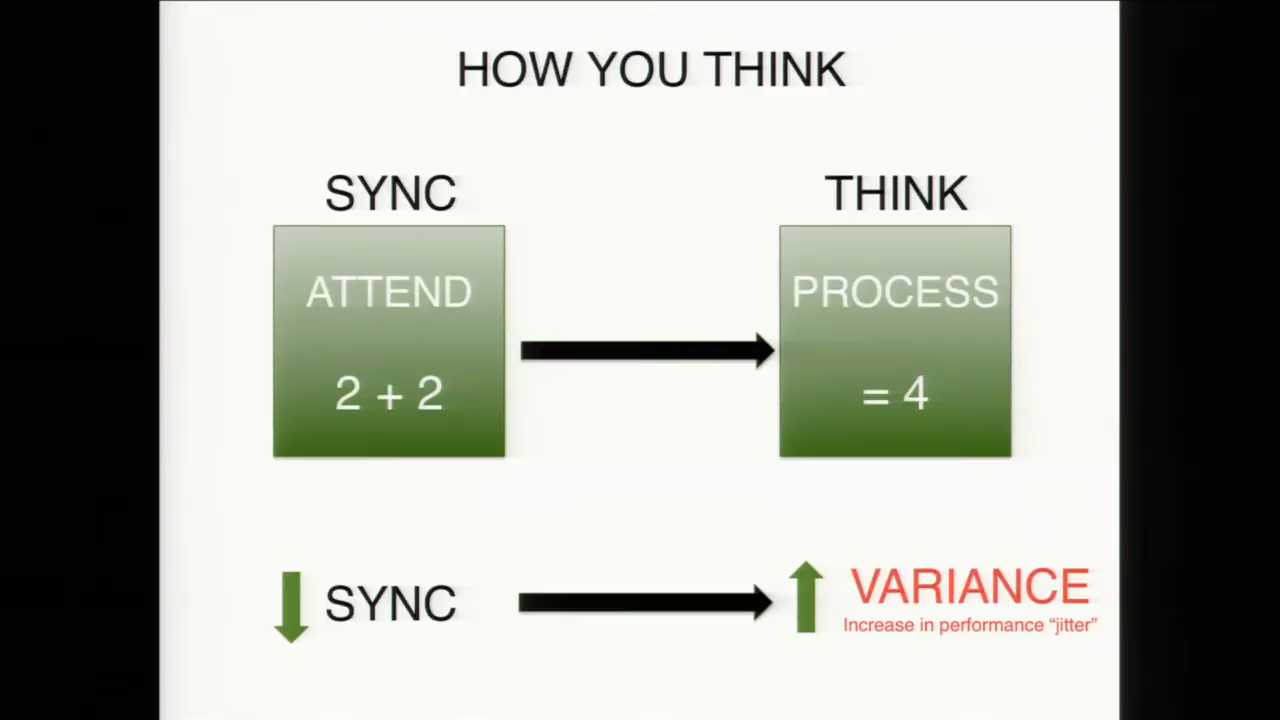 HOW YOU THINK
SYNC
THINK
ATTEND
PROCESS
2 + 2
= 4
SYNC
VARIANCE
Increase in performance “jitter”